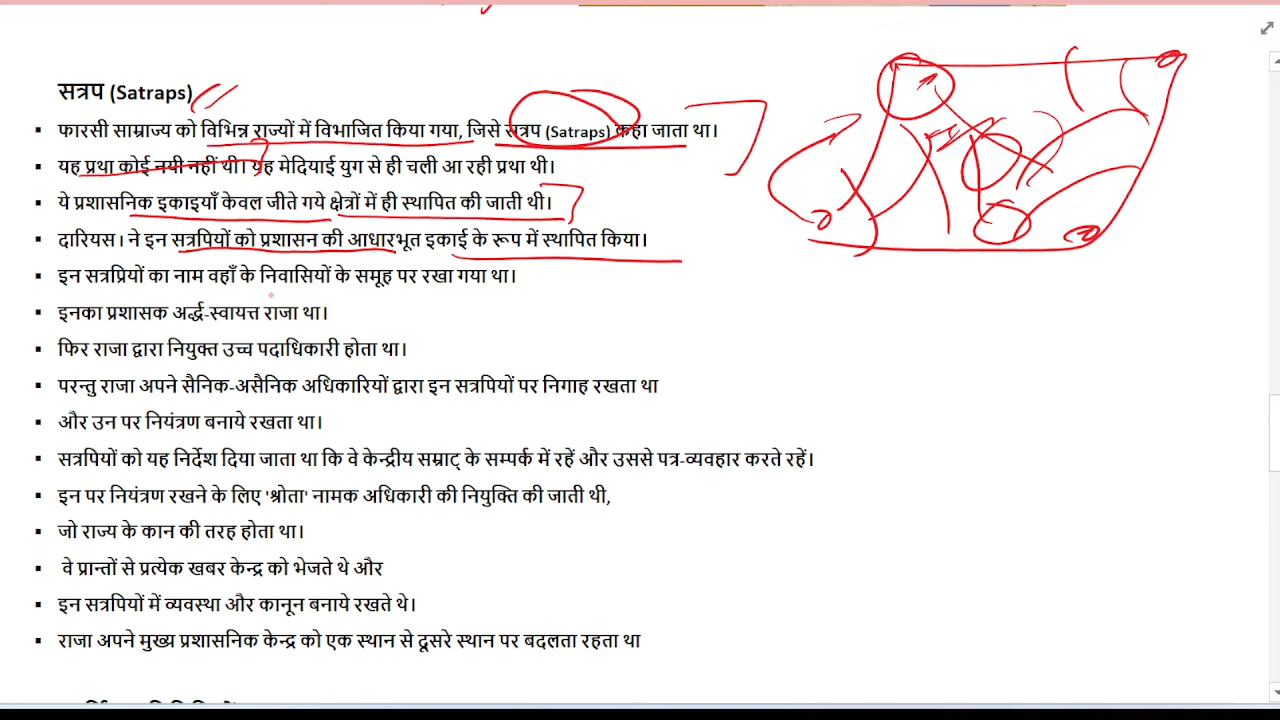 सत्रप (Satraps)
▪ फारसी साम्राज्य को विभिन्न राज्यों में विभाजित किया गया, जिसे सत्रप (Satraps) कहा जाता था।
▪ यह प्रथा कोई नयी नहीं थी। यह मेदियाई युग से ही चली आ रही प्रथा थी।
▪ ये प्रशासनिक इकाइयाँ केवल जीते गये क्षेत्रों में ही स्थापित की जाती थी।
▪ दारियस। ने इन सत्रपियों को प्रशासन की आधारभूत इकाई के रूप में स्थापित किया।
▪ इन सत्रप्रियों का नाम वहाँ के निवासियों के समूह पर रखा गया था।
▪ इनका प्रशासक अर्द्ध-स्वायत्त राजा था।
▪ फिर राजा द्वारा नियुक्त उच्च पदाधिकारी होता था।
▪ परन्तु राजा अपने सैनिक-असैनिक अधिकारियों द्वारा इन सत्रपियों पर निगाह रखता था
▪ और उन पर नियंत्रण बनाये रखता था।
▪ सत्रपियों को यह निर्देश दिया जाता था कि वे केन्द्रीय सम्राट् के सम्पर्क में रहें और उससे पत्र-व्यवहार करते रहें।
▪ इन पर नियंत्रण रखने के लिए 'श्रोता' नामक अधिकारी की नियुक्ति की जाती थी,
▪ जो राज्य के कान की तरह होता था।
▪ वे प्रान्तों से प्रत्येक खबर केन्द्र को भेजते थे और
▪ इन सत्रपियों में व्यवस्था और कानून बनाये रखते थे।
▪ राजा अपने मुख्य प्रशासनिक केन्द्र को एक स्थान से दूसरे स्थान पर बदलता रहता था